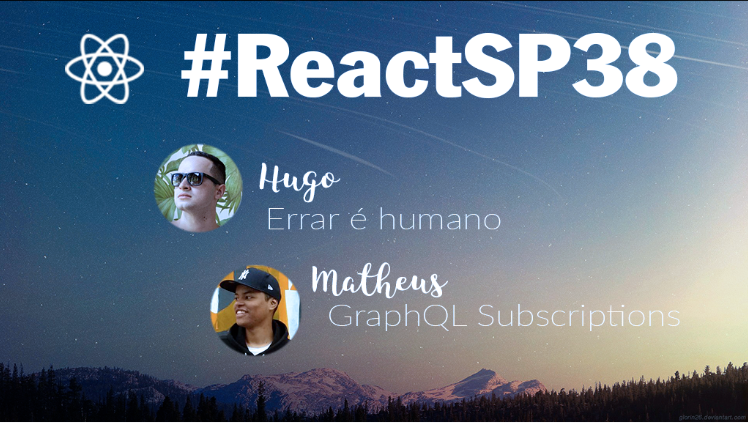 #ReactSP38
Hugo
Errar é humano
Matheus
GraphQL Subscriptions